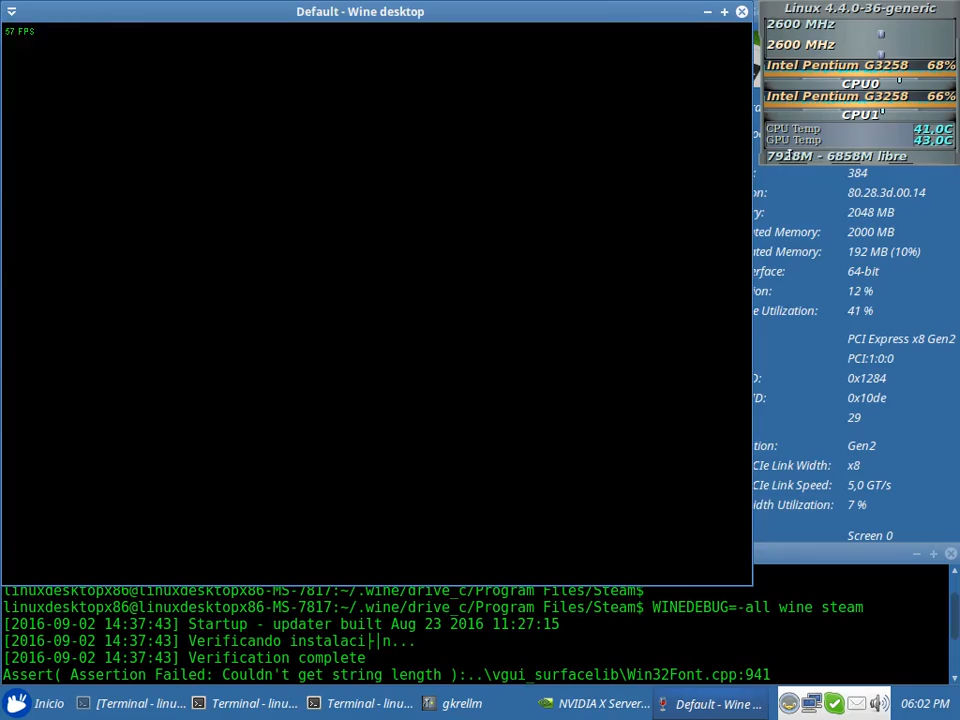 Default - Wine desktop
57 FPS
Linux 4.4.0-36-generic
2600 MHz
2600 MHz
Intel Pentium G3258 68%
CPU0
Intel Pentium G3258 66%
CPU1
CPU Temp 41.0C
GPU Temp 43.0C
7928M - 6858M libre
384
on: 80.28.3d.00.14
ry: 2048 MB
ted Memory: 2000 MB
ated Memory: 192 MB (10%)
erface: 64-bit
ion: 12 %
e Utilization: 41 %
PCI Express x8 Gen2
PCI:1:0:0
D: 0x1284
ID: 0x10de
29
tion: Gen2
CIe Link Width: x8
CIe Link Speed: 5,0 GT/s
idth Utilization: 7 %
Screen 0
linuxdesktopx86@linuxdesktopx86-MS-7817:~/.wine/drive_c/Program Files/Steam$
linuxdesktopx86@linuxdesktopx86-MS-7817:~/.wine/drive_c/Program Files/Steam$ WINEDEBUG=-all wine steam
[2016-09-02 14:37:43] Startup - updater built Aug 23 2016 11:27:15
[2016-09-02 14:37:43] Verificando instalaci├│n...
[2016-09-02 14:37:43] Verification complete
Assert( Assertion Failed: Couldn't get string length ):..\vgui_surfacelib\Win32Font.cpp:941
Inicio [Terminal - linu... Terminal - linu... Terminal - linu... gkrellm NVIDIA X Server... Default - Wine ... 06:02 PM